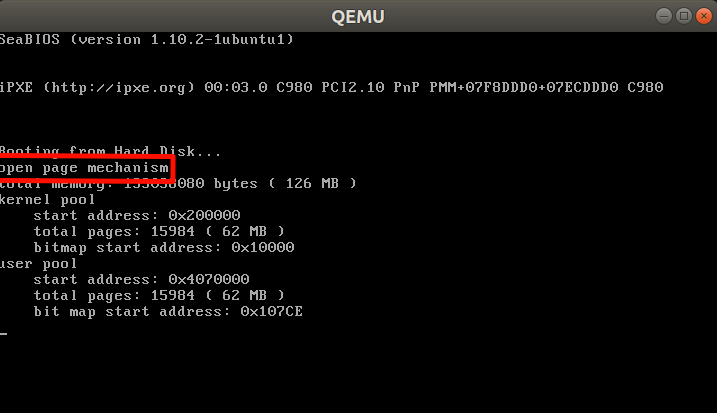 QEMU
SeaBIOS (version 1.10.2-1ubuntu1)
iPXE (http://ipxe.org) 00:03.0 C980 PCI2.10 PnP PMM+07F8DDD0+07ECDDD0 C980
Booting from Hard Disk...
open page mechanism
total memory: bytes ( 126 MB )
kernel pool
start address: 0x200000
total pages: 15984 ( 62 MB )
bitmap start address: 0x10000
user pool
start address: 0x4070000
total pages: 15984 ( 62 MB )
bit map start address: 0x107CE